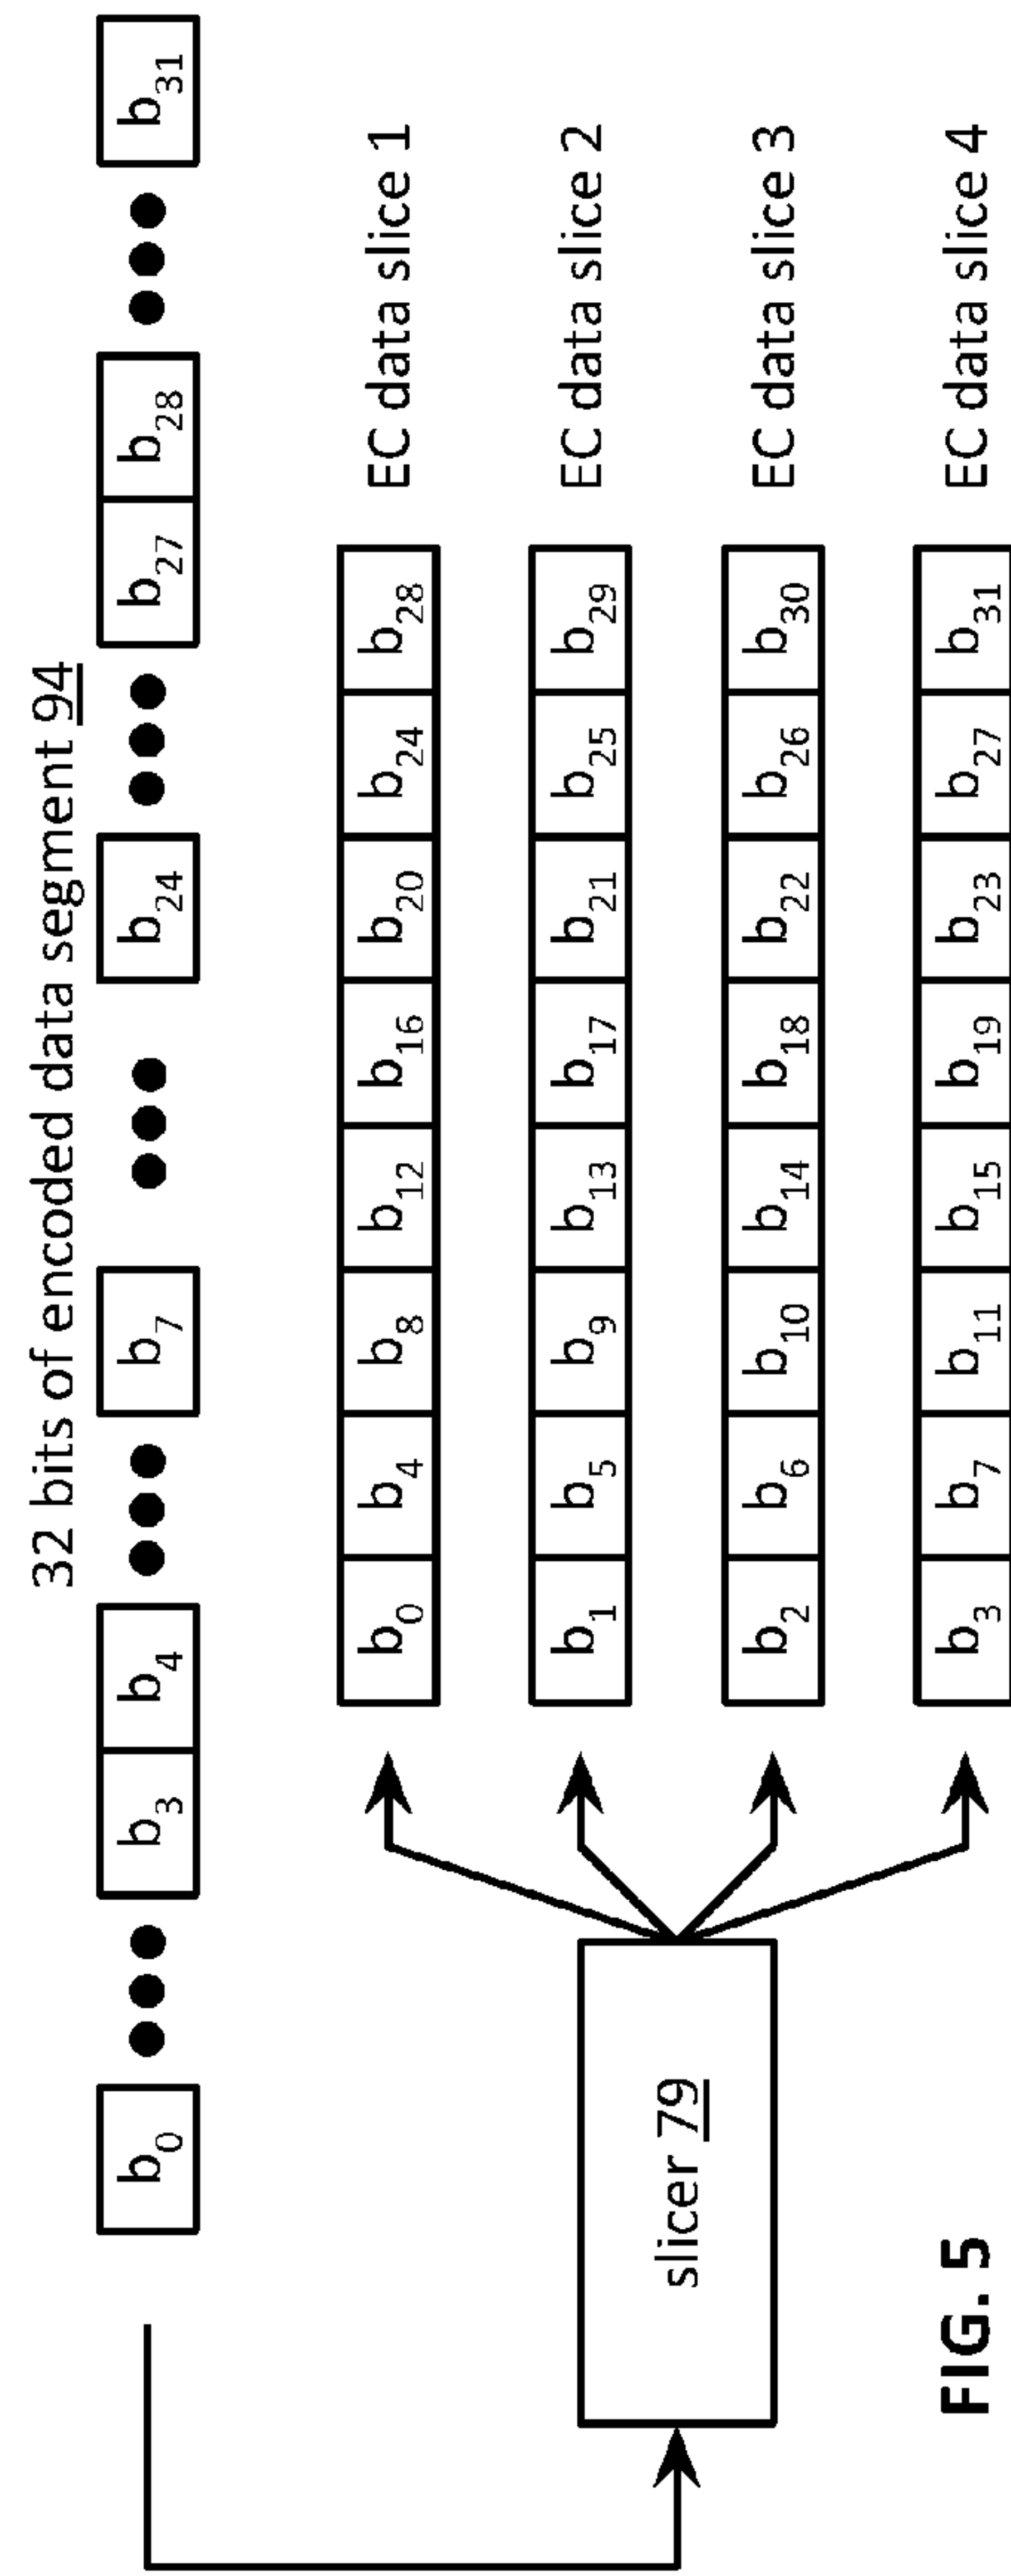 32 bits of encoded data segment 94
b0 ••• b3 b4 ••• b7 ••• b24 ••• b27 b28 ••• b31
b0 b4 b8 b12 b16 b20 b24 b28 EC data slice 1
b1 b5 b9 b13 b17 b21 b25 b29 EC data slice 2
slicer 79
b2 b6 b10 b14 b18 b22 b26 b30 EC data slice 3
b3 b7 b11 b15 b19 b23 b27 b31 EC data slice 4
FIG. 5